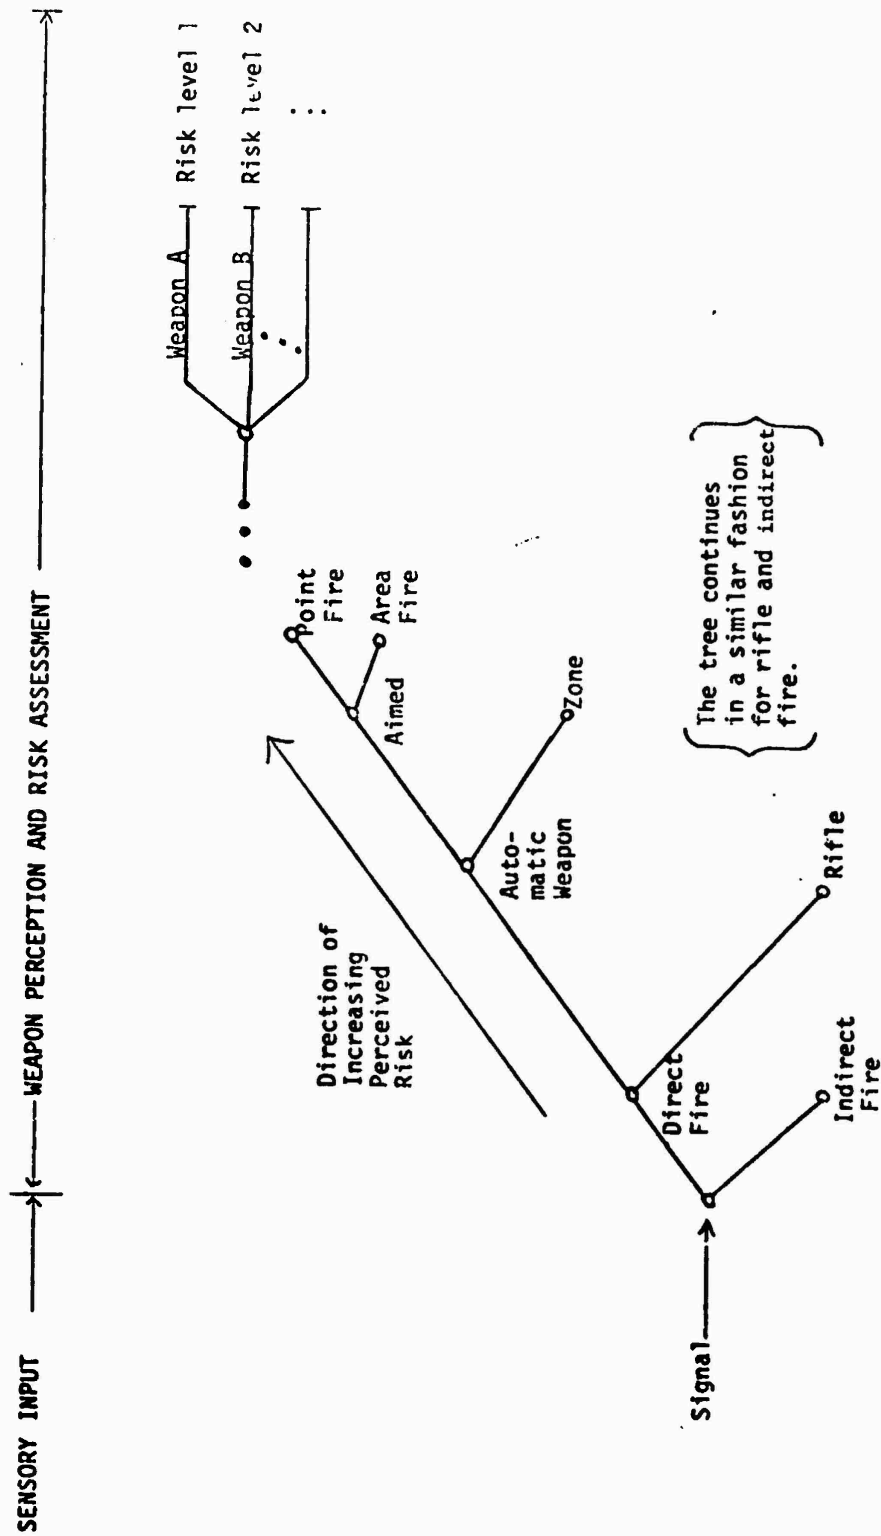 SENSORY INPUT
WEAPON PERCEPTION AND RISK ASSESSMENT
Weapon A
Risk level 1
Weapon B
Risk level 2
Point
Fire
Area
Fire
Aimed
Direction of
Increasing
Perceived
Risk
Auto-
matic
Weapon
Zone
Direct
Fire
Rifle
Signal
Indirect
Fire
The tree continues
in a similar fashion
for rifle and indirect
fire.